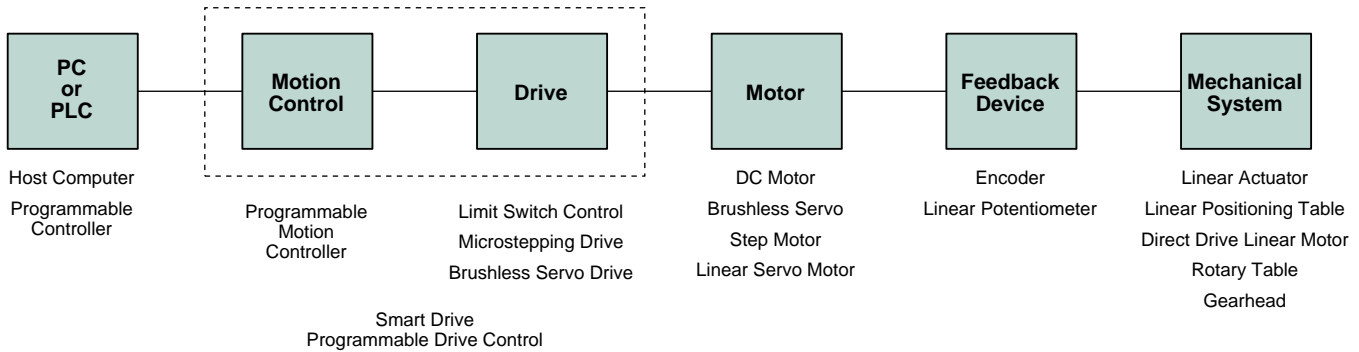 PC
or
PLC
Motion
Control
Drive
Motor
Feedback
Device
Mechanical
System
Host Computer
Programmable
Controller
Programmable
Motion
Controller
Limit Switch Control
Microstepping Drive
Brushless Servo Drive
DC Motor
Brushless Servo
Step Motor
Linear Servo Motor
Encoder
Linear Potentiometer
Linear Actuator
Linear Positioning Table
Direct Drive Linear Motor
Rotary Table
Gearhead
Smart Drive
Programmable Drive Control